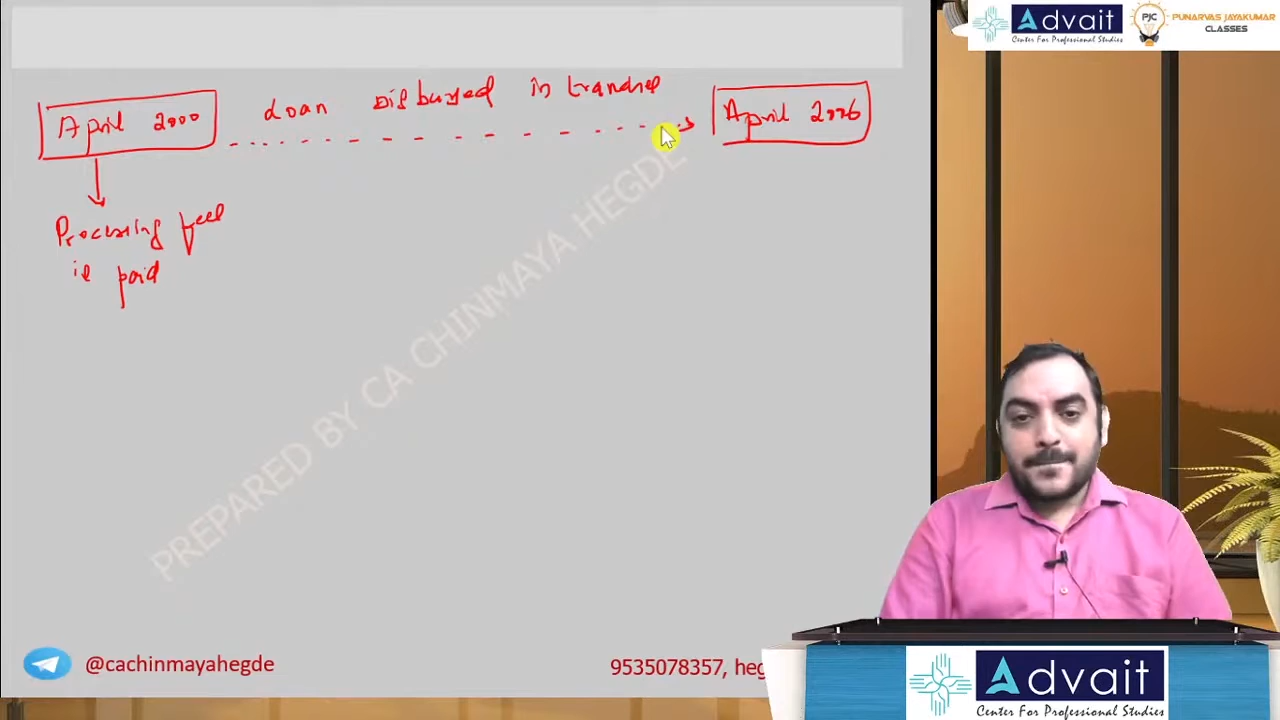 Advait
Center For Professional Studies
PJC
PUNARVAS JAYAKUMAR
CLASSES
April 2000
Loan disbursed in tranches
April 2006
Processing fees
is paid
PREPARED BY CA CHINMAYA HEGDE
@cachinmayahegde
9535078357, heg
Advait
Center For Professional Studies